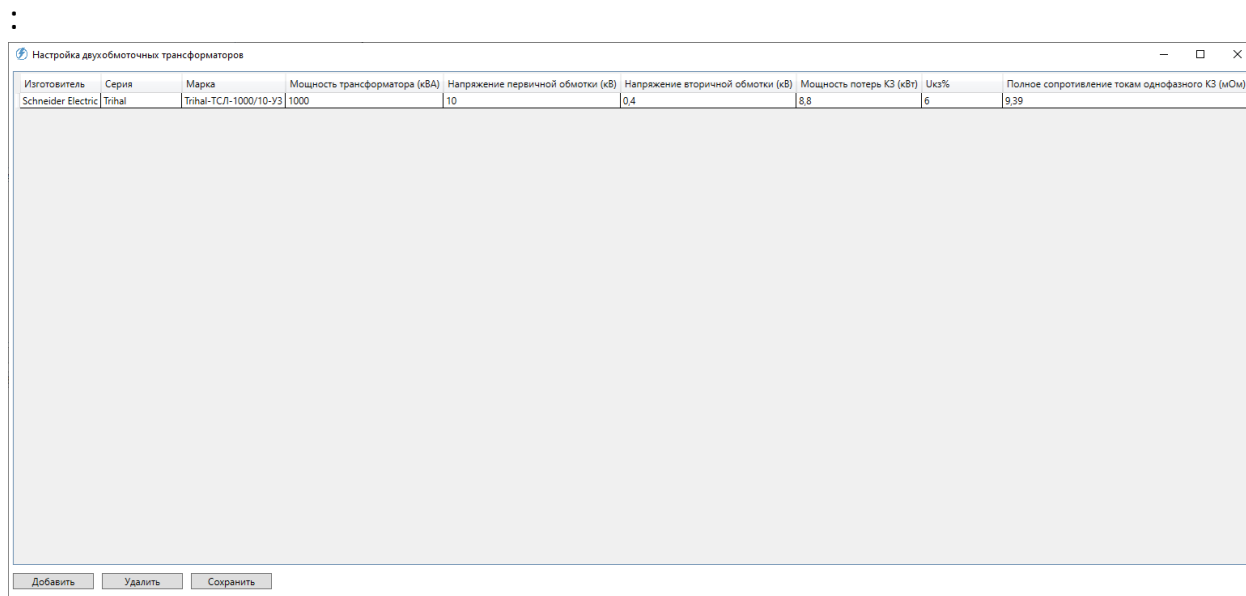 :
Настройка двухобмоточных трансформаторов
Изготовитель Серия Марка Мощность трансформатора (кВА) Напряжение первичной обмотки (кВ) Напряжение вторичной обмотки (кВ) Мощность потерь КЗ (кВт) Uкз% Полное сопротивление токам однофазного КЗ (мОм)
Schneider Electric Trihal Trihal-ТСЛ-1000/10-У3 1000 10 0,4 8,8 6 9,39
Добавить Удалить Сохранить